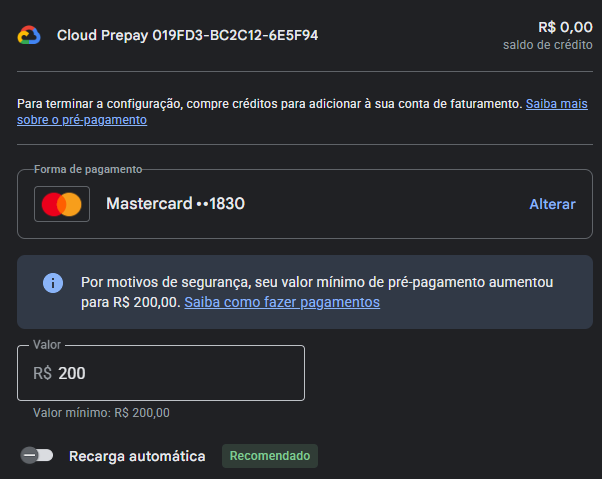 Cloud Prepay 019FD3-BC2C12-6E5F94
R$ 0,00
saldo de crédito
Para terminar a configuração, compre créditos para adicionar à sua conta de faturamento. Saiba mais
sobre o pré-pagamento
Forma de pagamento
Mastercard ••1830
Alterar
Por motivos de segurança, seu valor mínimo de pré-pagamento aumentou
para R$ 200,00. Saiba como fazer pagamentos
Valor
R$ 200
Valor mínimo: R$ 200,00
Recarga automática
Recomendado